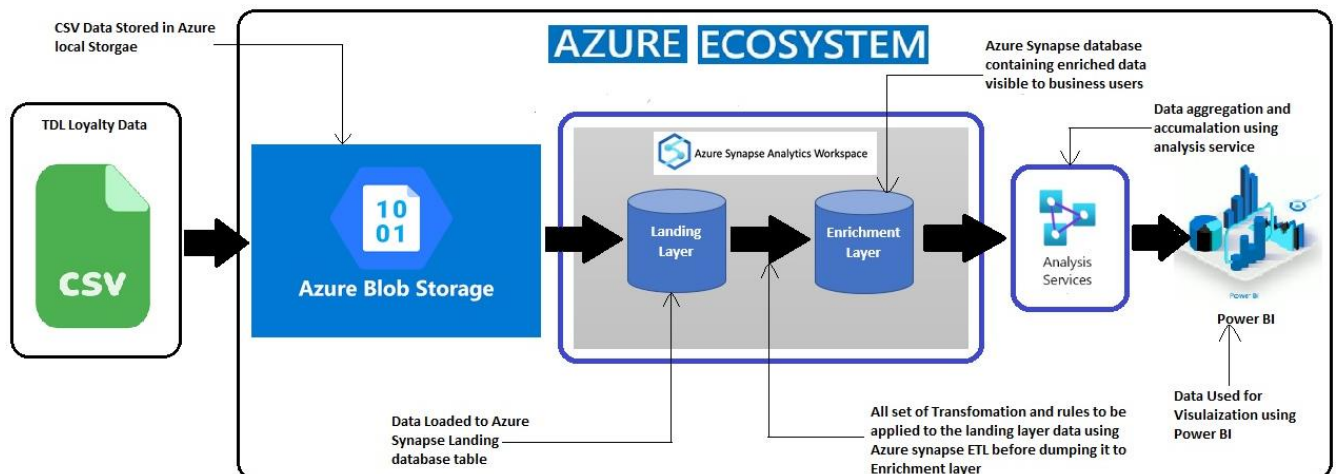 CSV Data Stored in Azure
local Storgae
AZURE ECOSYSTEM
Azure Synapse database
containing enriched data
visible to business users
TDL Loyalty Data
CSV
10
01
Azure Blob Storage
Azure Synapse Analytics Workspace
Landing
Layer
Enrichment
Layer
Data aggregation and
accumalation using
analysis service
Analysis
Services
Power BI
Power BI
Data Loaded to Azure
Synapse Landing
database table
All set of Transfomation and rules to be
applied to the landing layer data using
Azure synapse ETL before dumping it to
Enrichment layer
Data Used for
Visulaization using
Power BI